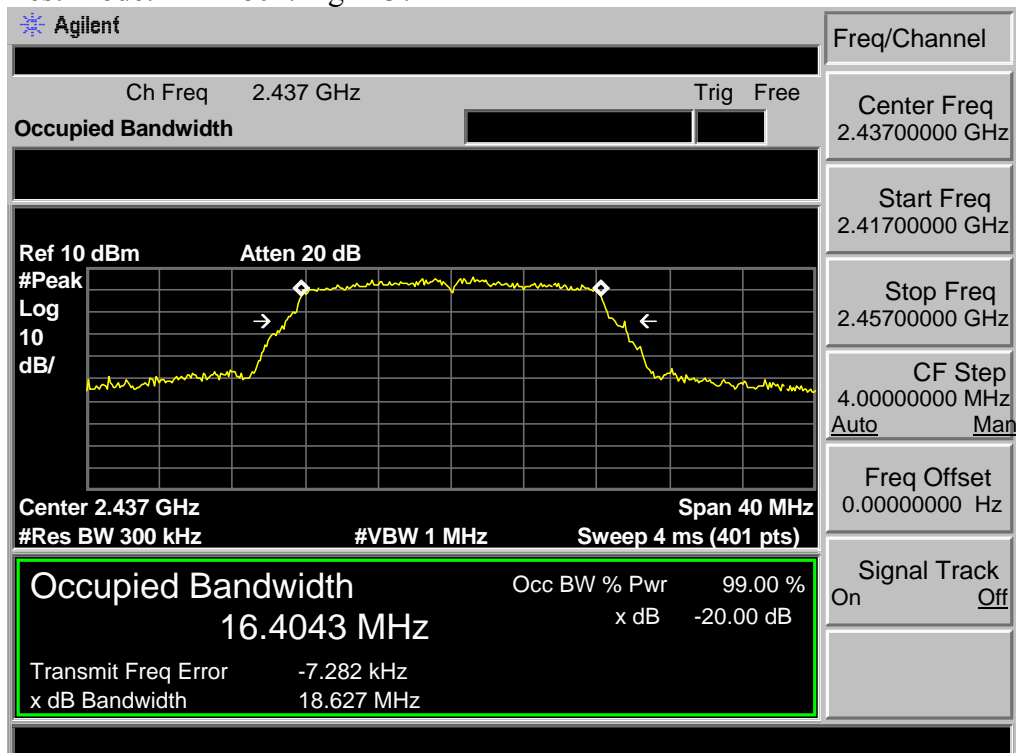 Agilent
Freq/Channel
Ch Freq 2.437 GHz Trig Free
Occupied Bandwidth
Center Freq
2.43700000 GHz
Start Freq
2.41700000 GHz
Stop Freq
2.45700000 GHz
CF Step
4.00000000 MHz
Auto Man
Freq Offset
0.00000000 Hz
Signal Track
On Off
Ref 10 dBm Atten 20 dB
#Peak
Log
10
dB/
Center 2.437 GHz Span 40 MHz
#Res BW 300 kHz #VBW 1 MHz Sweep 4 ms (401 pts)
Occupied Bandwidth Occ BW % Pwr 99.00 %
16.4043 MHz x dB -20.00 dB
Transmit Freq Error -7.282 kHz
x dB Bandwidth 18.627 MHz